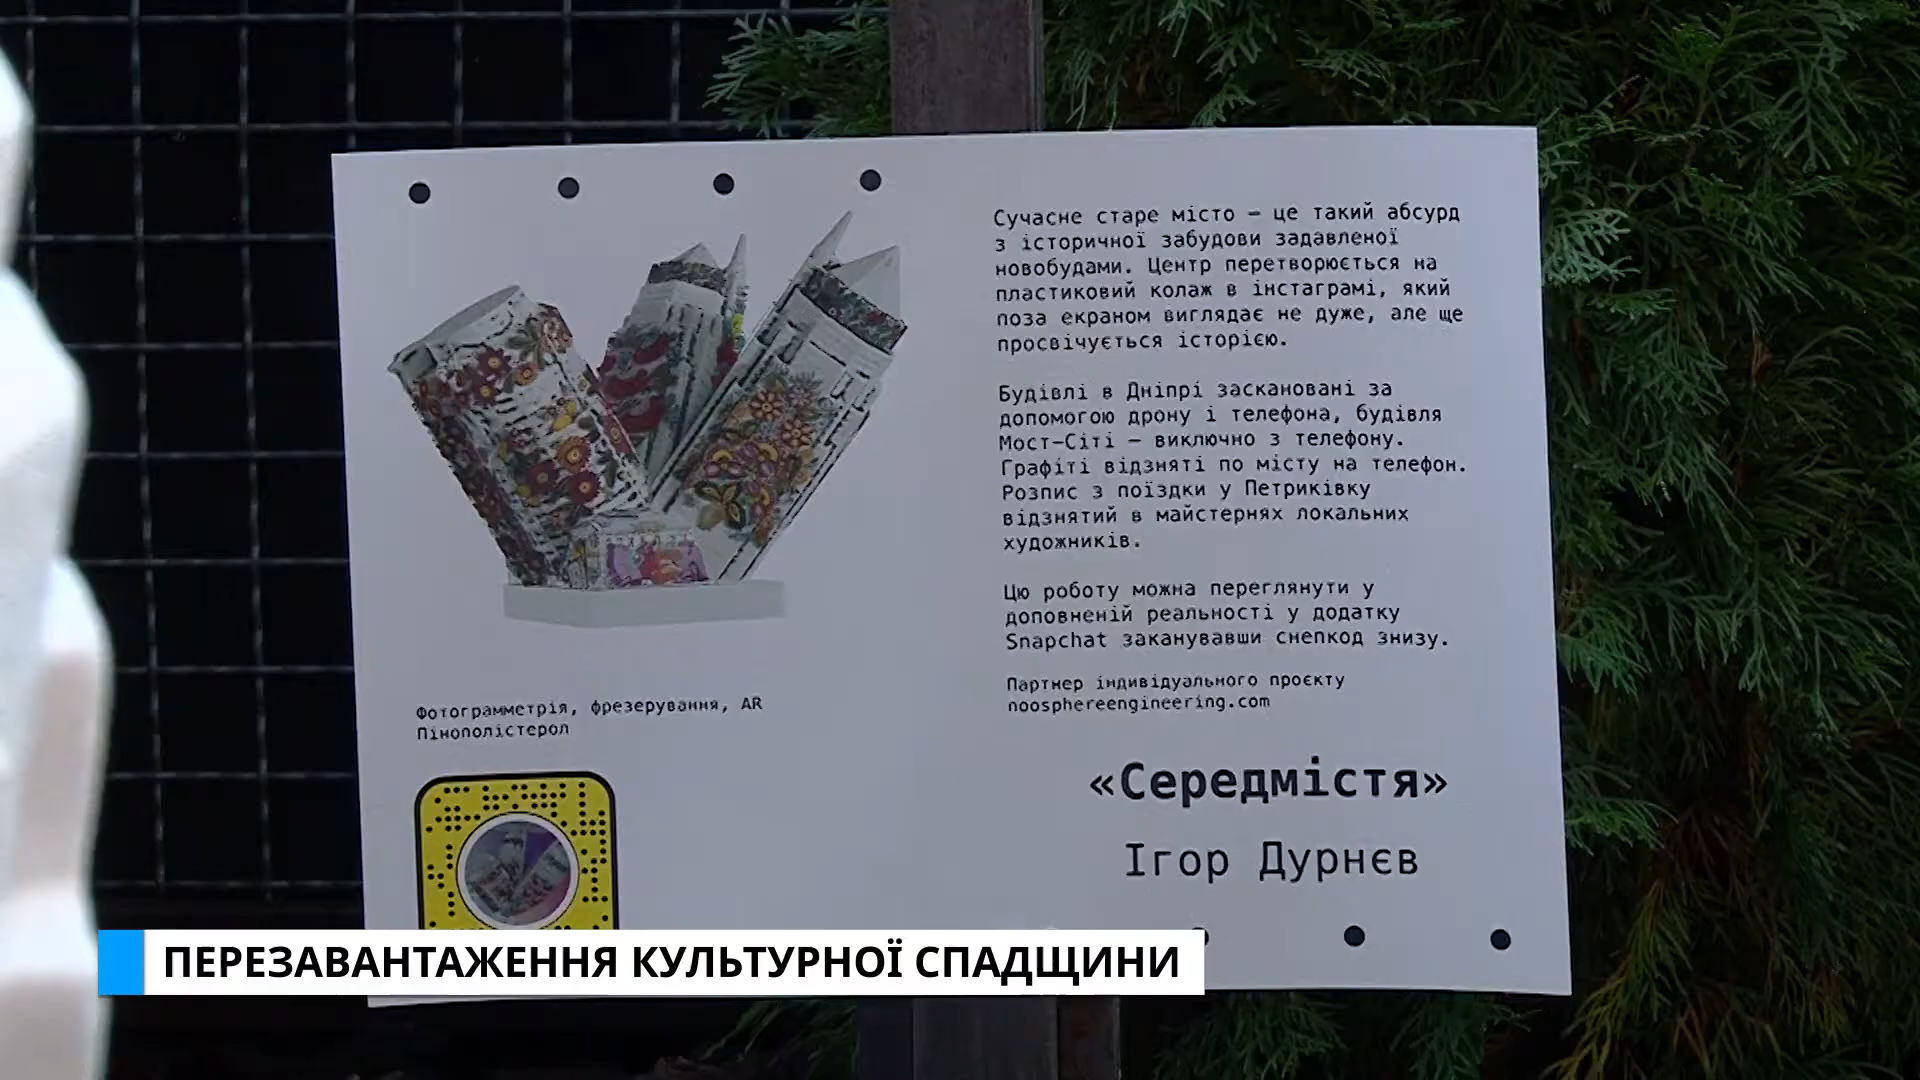 Сучасне старе місто – це такий абсурд
з історичної забудови задавленої
новобудами. Центр перетворюється на
пластиковий колаж в інстаграмі, який
поза екраном виглядає не дуже, але ще
просвічується історією.
Будівлі в Дніпрі заскановані за
допомогою дрону і телефона, будівля
Мост-Сіті – виключно з телефону.
Графіті відзняті по місту на телефон.
Розпис з поїздки у Петриківку
відзнятий в майстернях локальних
художників.
Цю роботу можна переглянути у
доповненій реальності у додатку
Snapchat заканувавши снепкод знизу.
Партнер індивідуального проєкту
noosphereengineering.com
Фотограмметрія, фрезерування, AR
Пінополістерол
«Середмістя»
Ігор Дурнєв
ПЕРЕЗАВАНТАЖЕННЯ КУЛЬТУРНОЇ СПАДЩИНИ